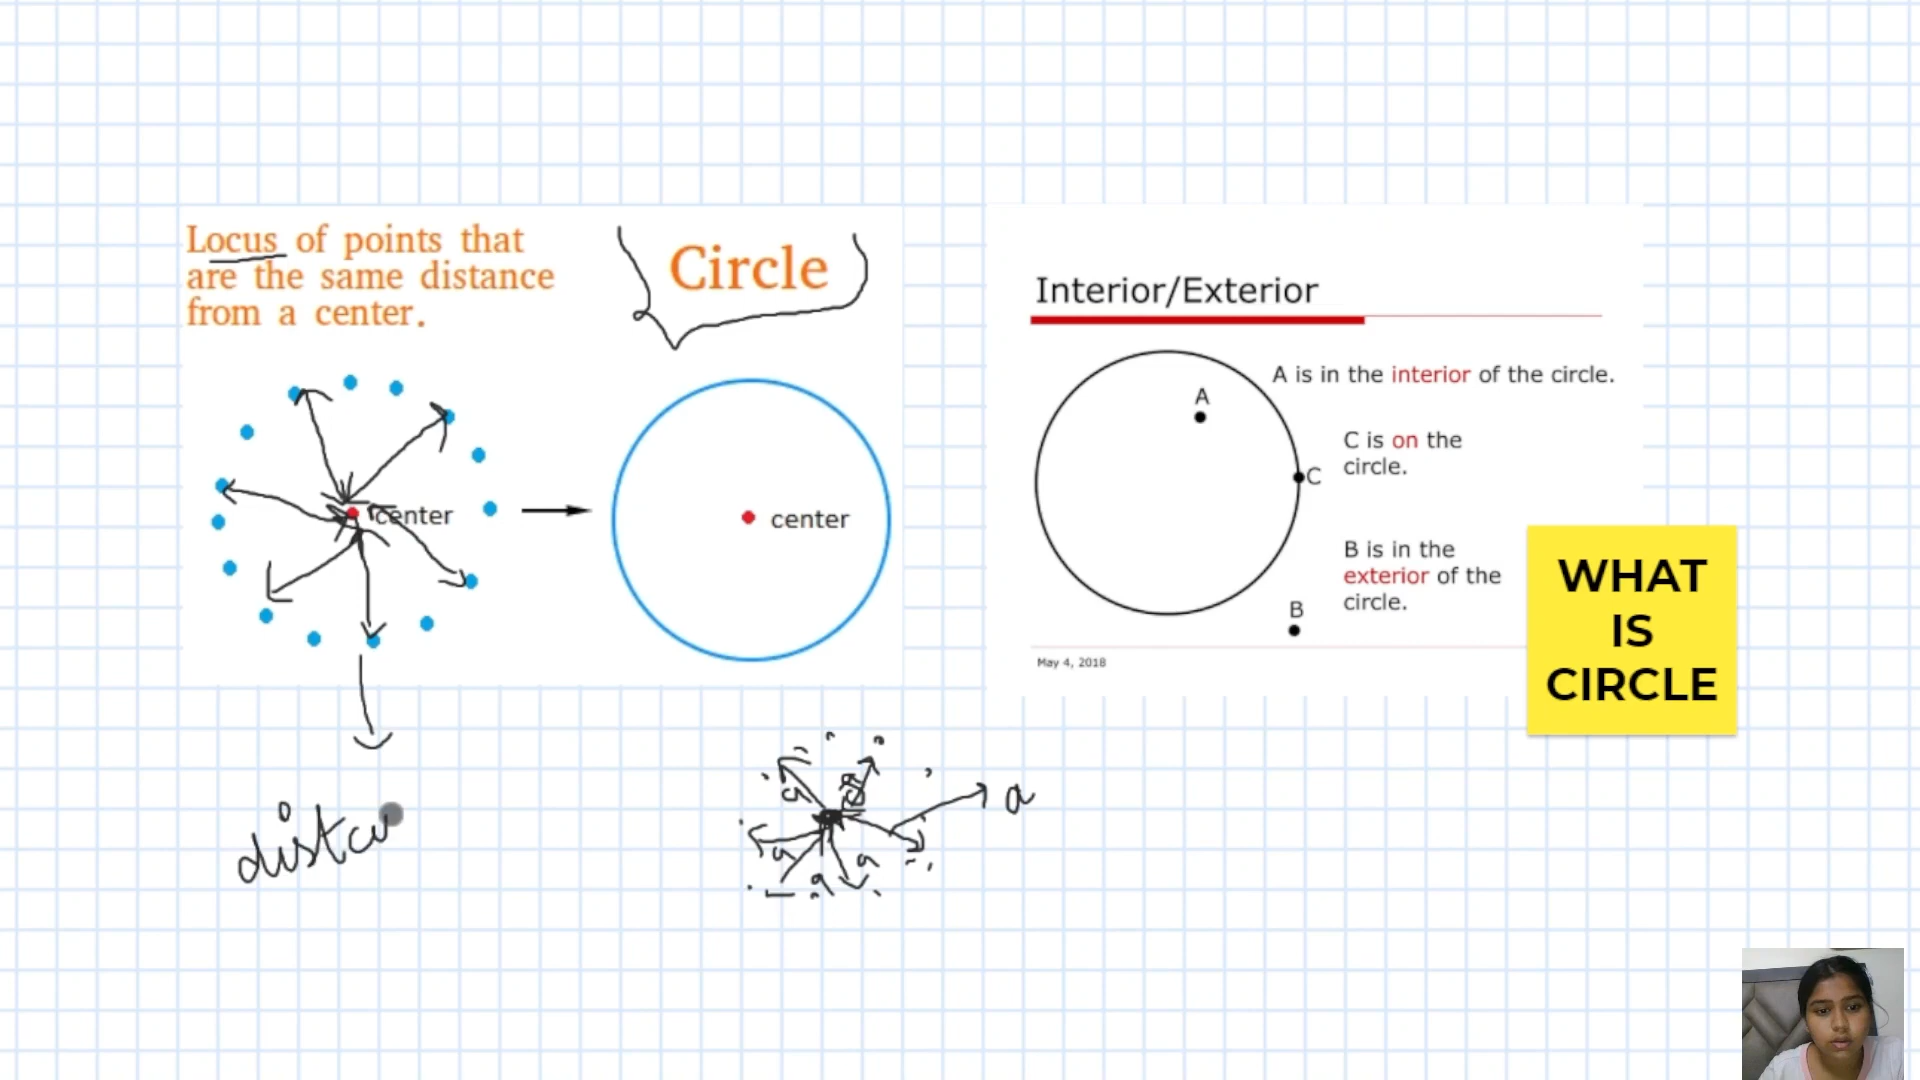 Locus of points that
are the same distance
from a center.
Circle
center
center
Interior/Exterior
A is in the interior of the circle.
A
C is on the
circle.
C
B is in the
exterior of the
circle.
B
May 4, 2018
WHAT
IS
CIRCLE
a
a
a
a